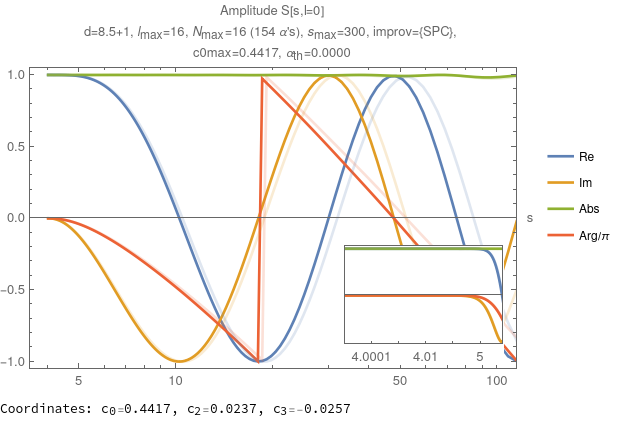 Amplitude S[s,l=0]
d=8.5+1, lmax=16, Nmax=16 (154 α's), smax=300, improv={SPC},
c0max=0.4417, αth=0.0000
1.0
0.5
0.0
−0.5
−1.0
s
Re
Im
Abs
Arg/π
4.0001 4.01 5
5 10 50 100
Coordinates: c0=0.4417, c2=0.0237, c3=−0.0257